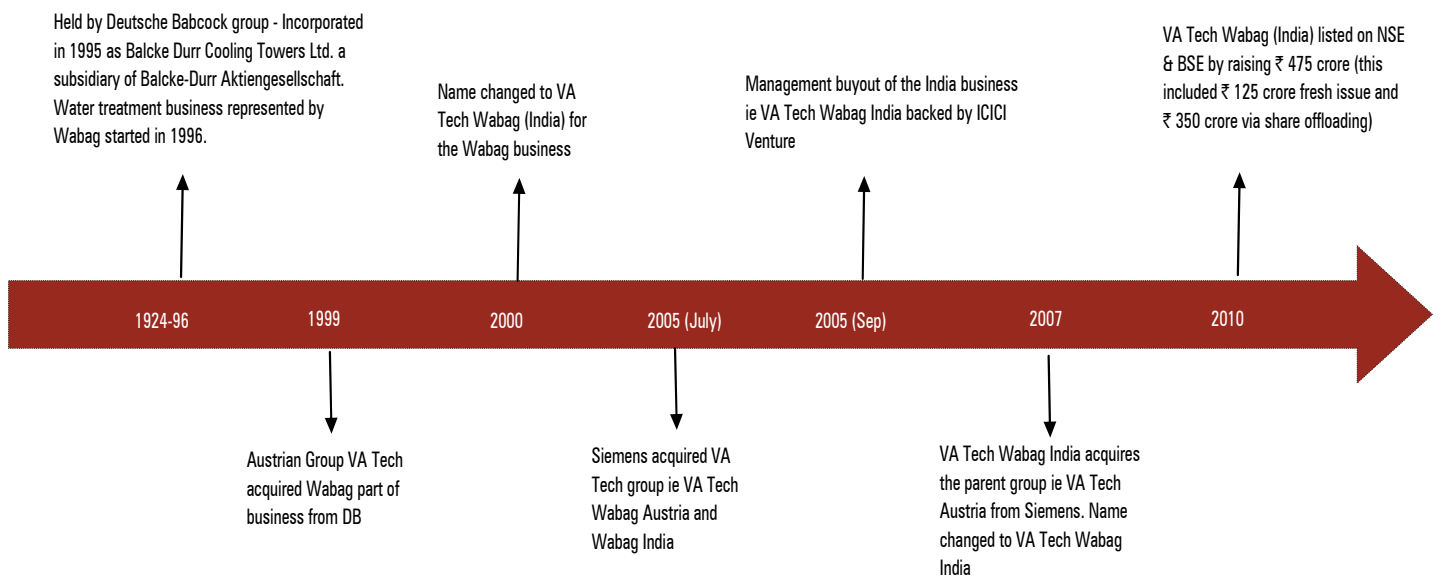 Held by Deutsche Babcock group - Incorporated
in 1995 as Balcke Durr Cooling Towers Ltd. a
subsidiary of Balcke-Durr Aktiengesellschaft.
Water treatment business represented by
Wabag started in 1996.
Name changed to VA
Tech Wabag (India) for
the Wabag business
Management buyout of the India business
ie VA Tech Wabag India backed by ICICI
Venture
VA Tech Wabag (India) listed on NSE
& BSE by raising ₹ 475 crore (this
included ₹ 125 crore fresh issue and
₹ 350 crore via share offloading)
1924-96
1999
2000
2005 (July)
2005 (Sep)
2007
2010
Austrian Group VA Tech
acquired Wabag part of
business from DB
Siemens acquired VA
Tech group ie VA Tech
Wabag Austria and
Wabag India
VA Tech Wabag India acquires
the parent group ie VA Tech
Austria from Siemens. Name
changed to VA Tech Wabag
India